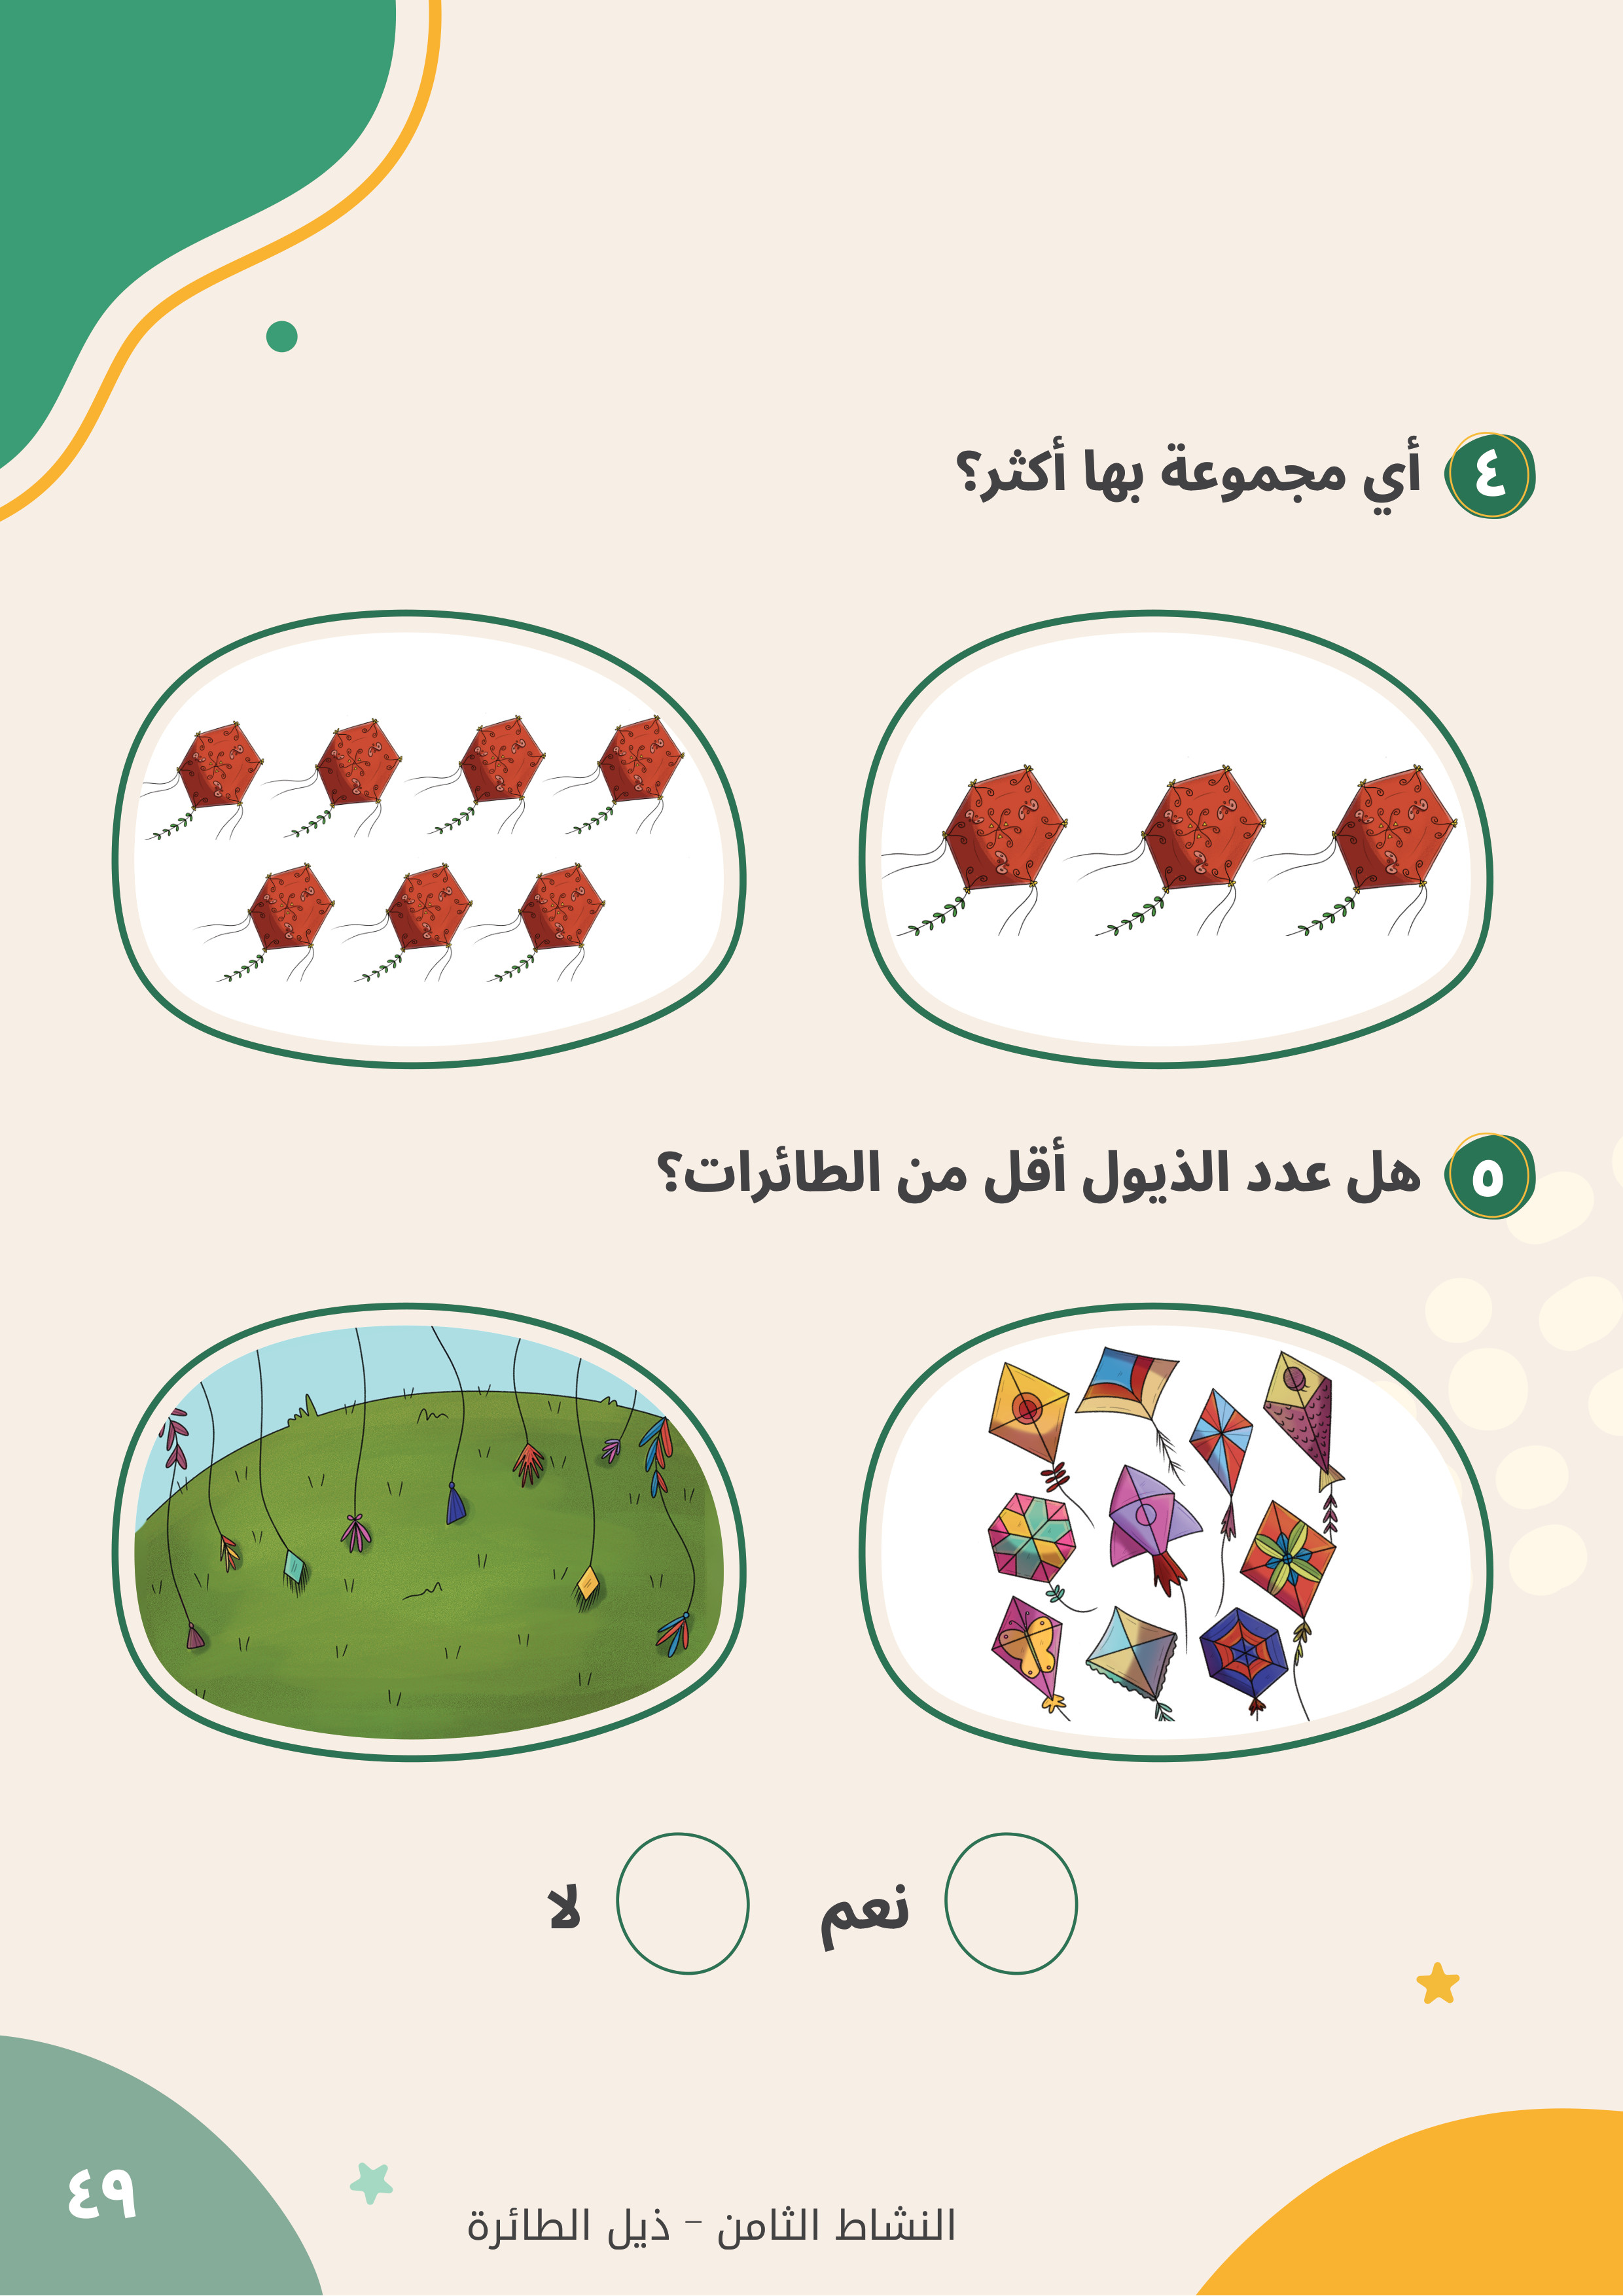 ٤ أي مجموعة بها أكثر؟
٥ هل عدد الذيول أقل من الطائرات؟
نعم
لا
النشاط الثامن – ذيل الطائرة
٤٩